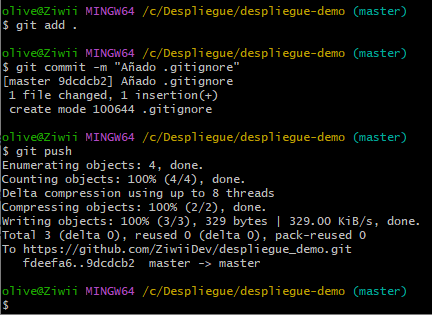 olive@Ziwii MINGW64 /c/Despliegue/despliegue-demo (master)
$ git add .
olive@Ziwii MINGW64 /c/Despliegue/despliegue-demo (master)
$ git commit -m "Añado .gitignore"
[master 9cdcdcb2] Añado .gitignore
 1 file changed, 1 insertion(+)
 create mode 100644 .gitignore
olive@Ziwii MINGW64 /c/Despliegue/despliegue-demo (master)
$ git push
Enumerating objects: 4, done.
Counting objects: 100% (4/4), done.
Delta compression using up to 8 threads
Compressing objects: 100% (2/2), done.
Writing objects: 100% (3/3), 329 bytes | 329.00 KiB/s, done.
Total 3 (delta 0), reused 0 (delta 0), pack-reused 0
To https://github.com/ZiwiiDev/despliegue_demo.git
   fdeefa6..9dcdcb2  master -> master
olive@Ziwii MINGW64 /c/Despliegue/despliegue-demo (master)
$